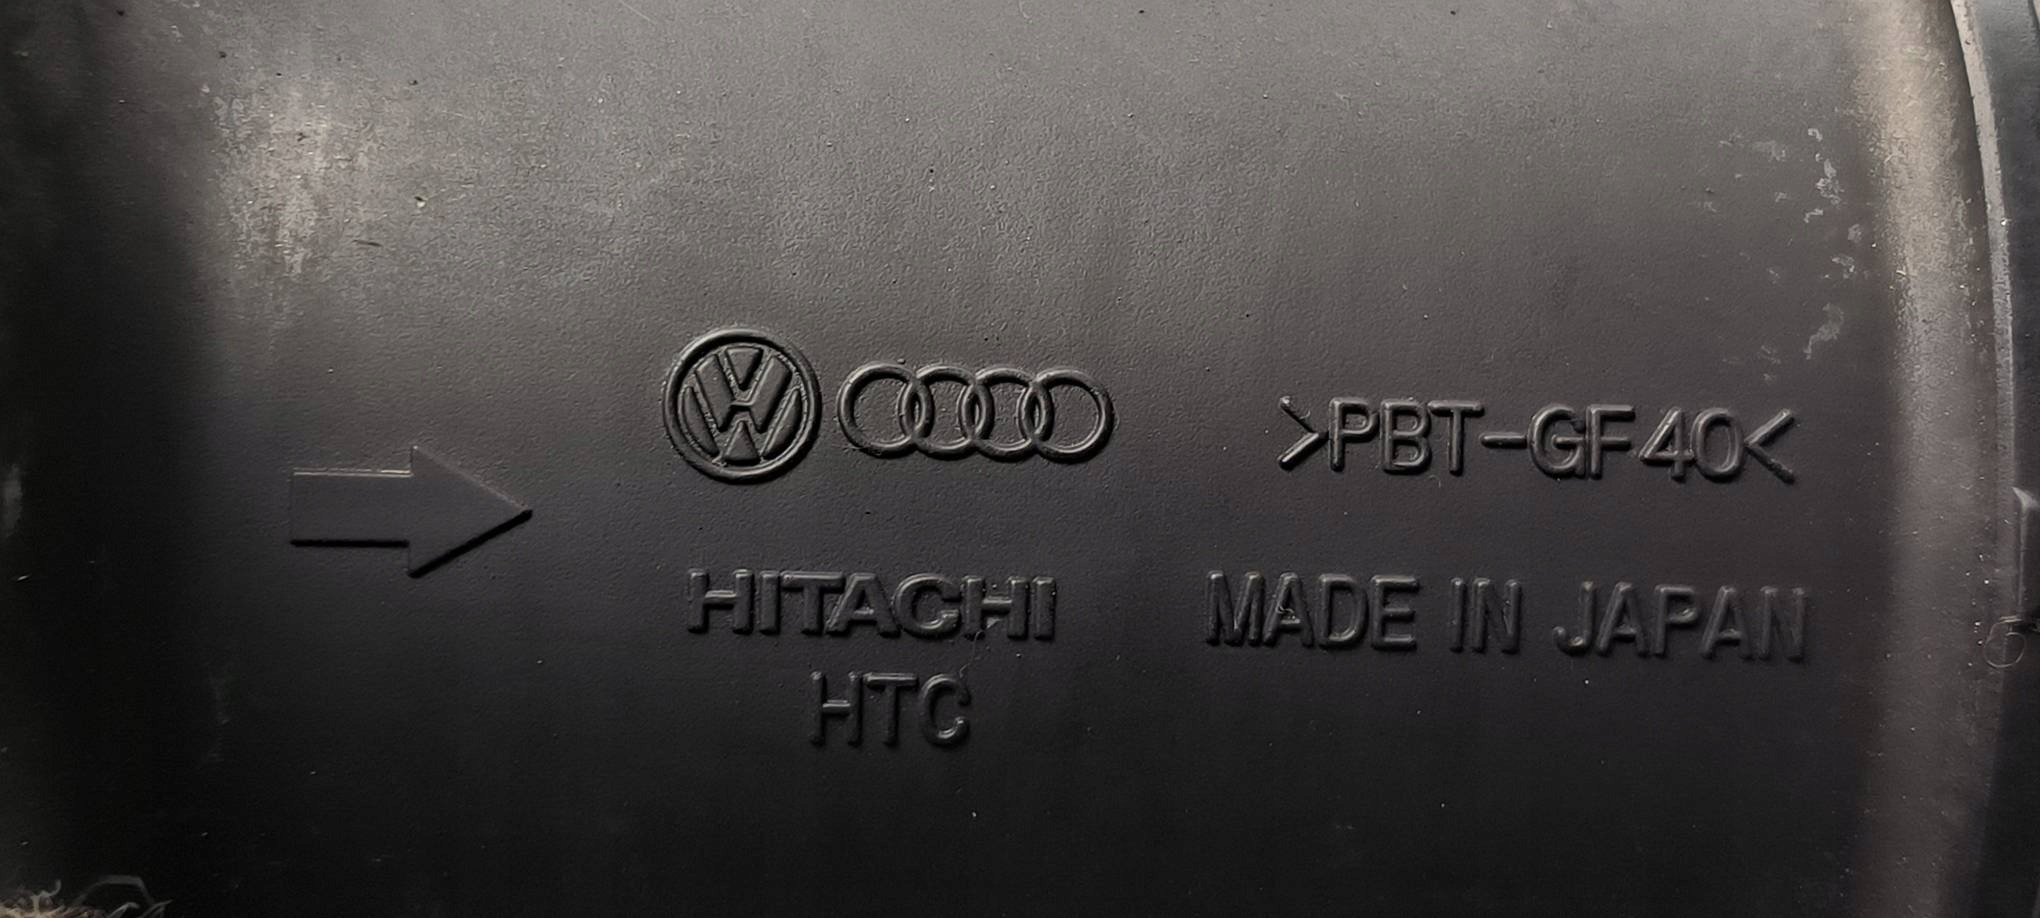 >PBT-GF40<
HITACHI
MADE IN JAPAN
HTC